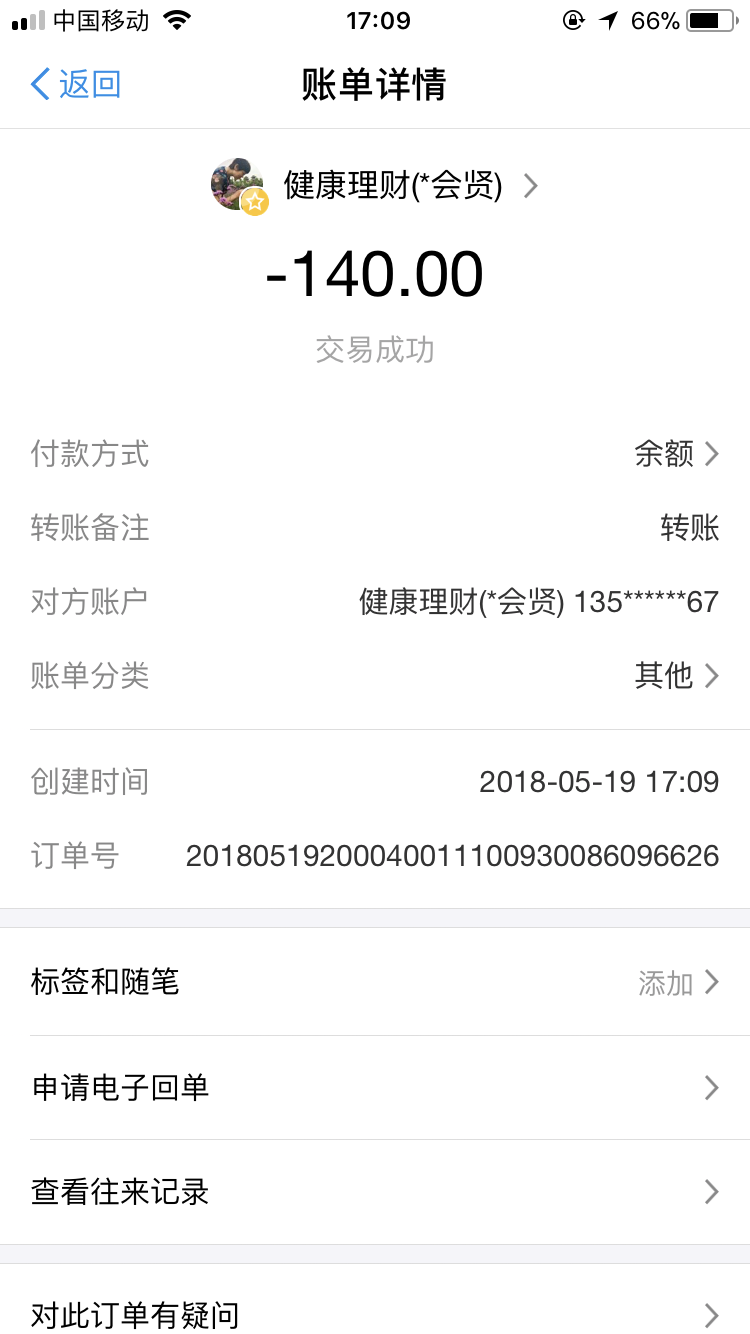 中国移动 17:09 66%
返回 账单详情
健康理财(*会贤)
-140.00
交易成功
付款方式 余额
转账备注 转账
对方账户 健康理财(*会贤) 135******67
账单分类 其他
创建时间 2018-05-19 17:09
订单号 20180519200040011100930086096626
标签和随笔 添加
申请电子回单
查看往来记录
对此订单有疑问